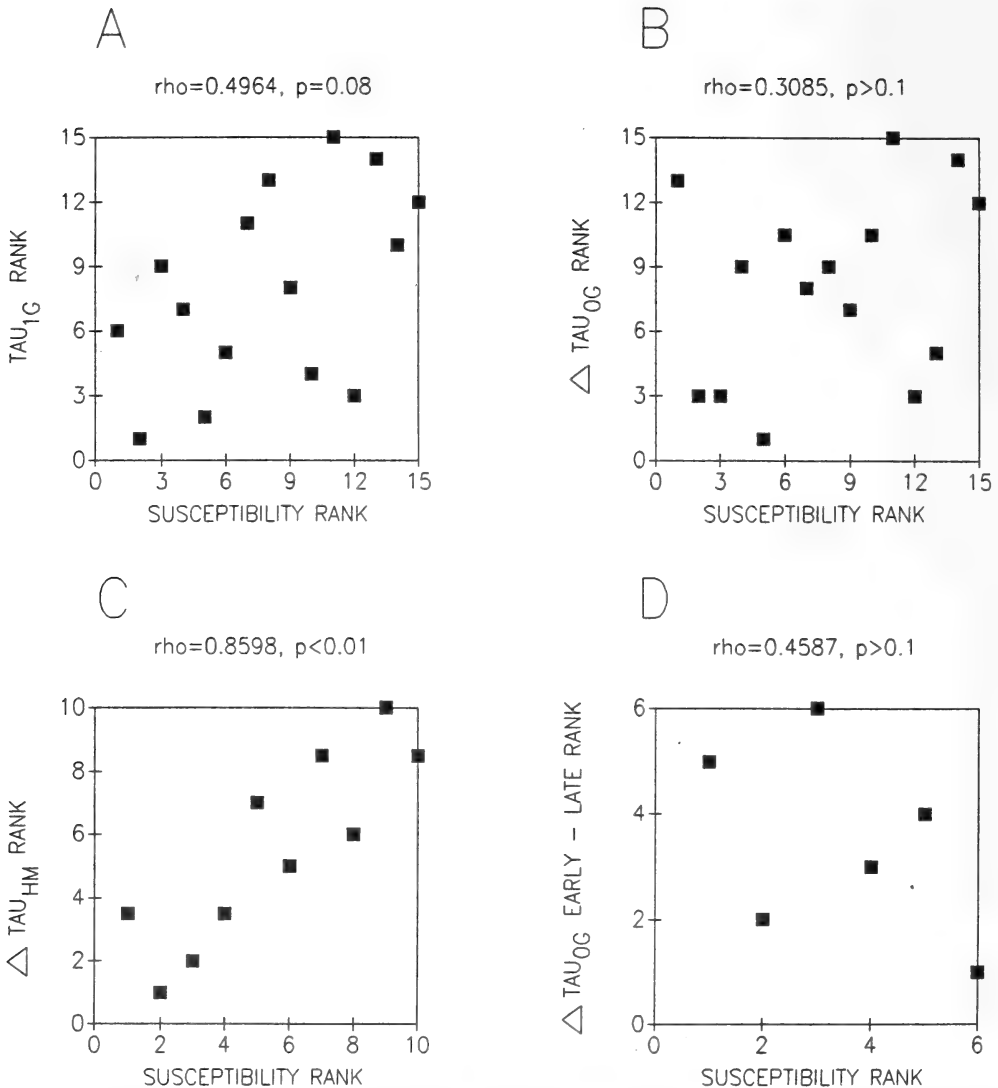 A
rho=0.4964, p=0.08
TAU1G RANK
15
12
9
6
3
0
0 3 6 9 12 15
SUSCEPTIBILITY RANK
B
rho=0.3085, p>0.1
△ TAU0G RANK
15
12
9
6
3
0
0 3 6 9 12 15
SUSCEPTIBILITY RANK
C
rho=0.8598, p<0.01
△ TAUHM RANK
10
8
6
4
2
0
0 2 4 6 8 10
SUSCEPTIBILITY RANK
D
rho=0.4587, p>0.1
△ TAU0G EARLY – LATE RANK
6
4
2
0
0 2 4 6
SUSCEPTIBILITY RANK